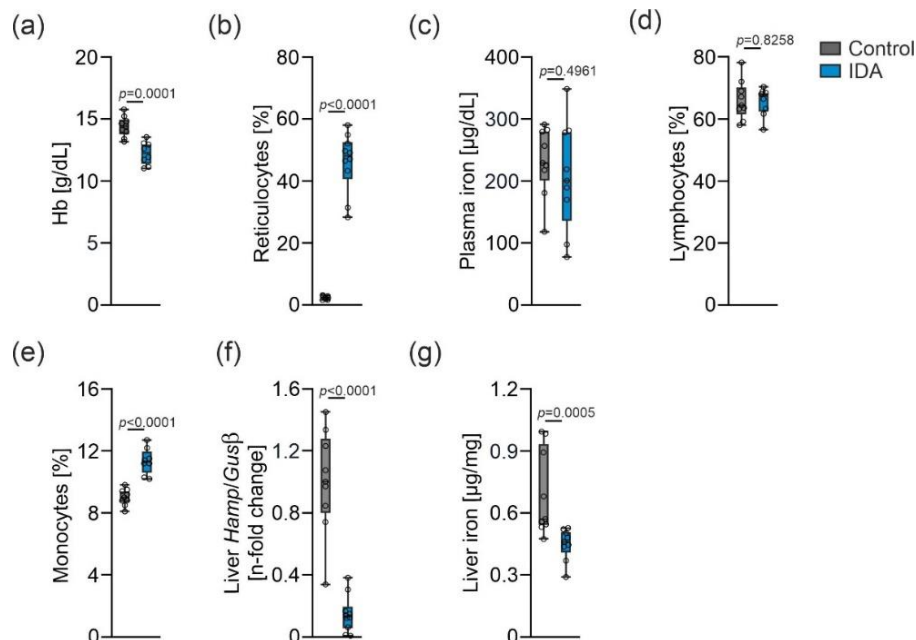 (a)
20
15
10
5
0
Hb [g/dL]
p=0.0001
(b)
80
60
40
20
0
Reticulocytes [%]
p<0.0001
(c)
400
300
200
100
0
Plasma iron [µg/dL]
p=0.4961
(d)
80
60
40
20
0
Lymphocytes [%]
p=0.8258
Control
IDA
(e)
16
12
8
4
0
Monocytes [%]
p<0.0001
(f)
1.6
1.2
0.8
0.4
0
Liver Hamp/Gusβ
[n-fold change]
p<0.0001
(g)
1.2
0.9
0.6
0.3
0
Liver iron [µg/mg]
p=0.0005